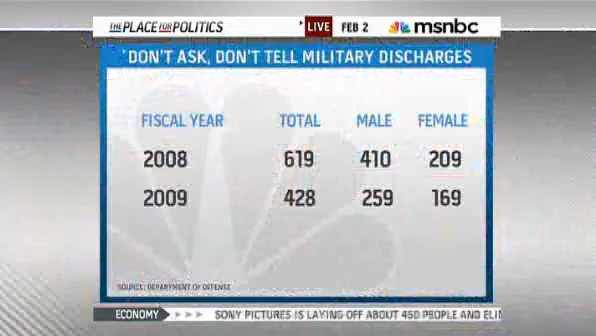 THE PLACE FOR POLITICS LIVE FEB 2 msnbc
'DON'T ASK, DON'T TELL MILITARY DISCHARGES
FISCAL YEAR TOTAL MALE FEMALE
2008 619 410 209
2009 428 259 169
SOURCE: DEPARTMENT OF DEFENSE
ECONOMY SONY PICTURES IS LAYING OFF ABOUT 450 PEOPLE AND ELIN